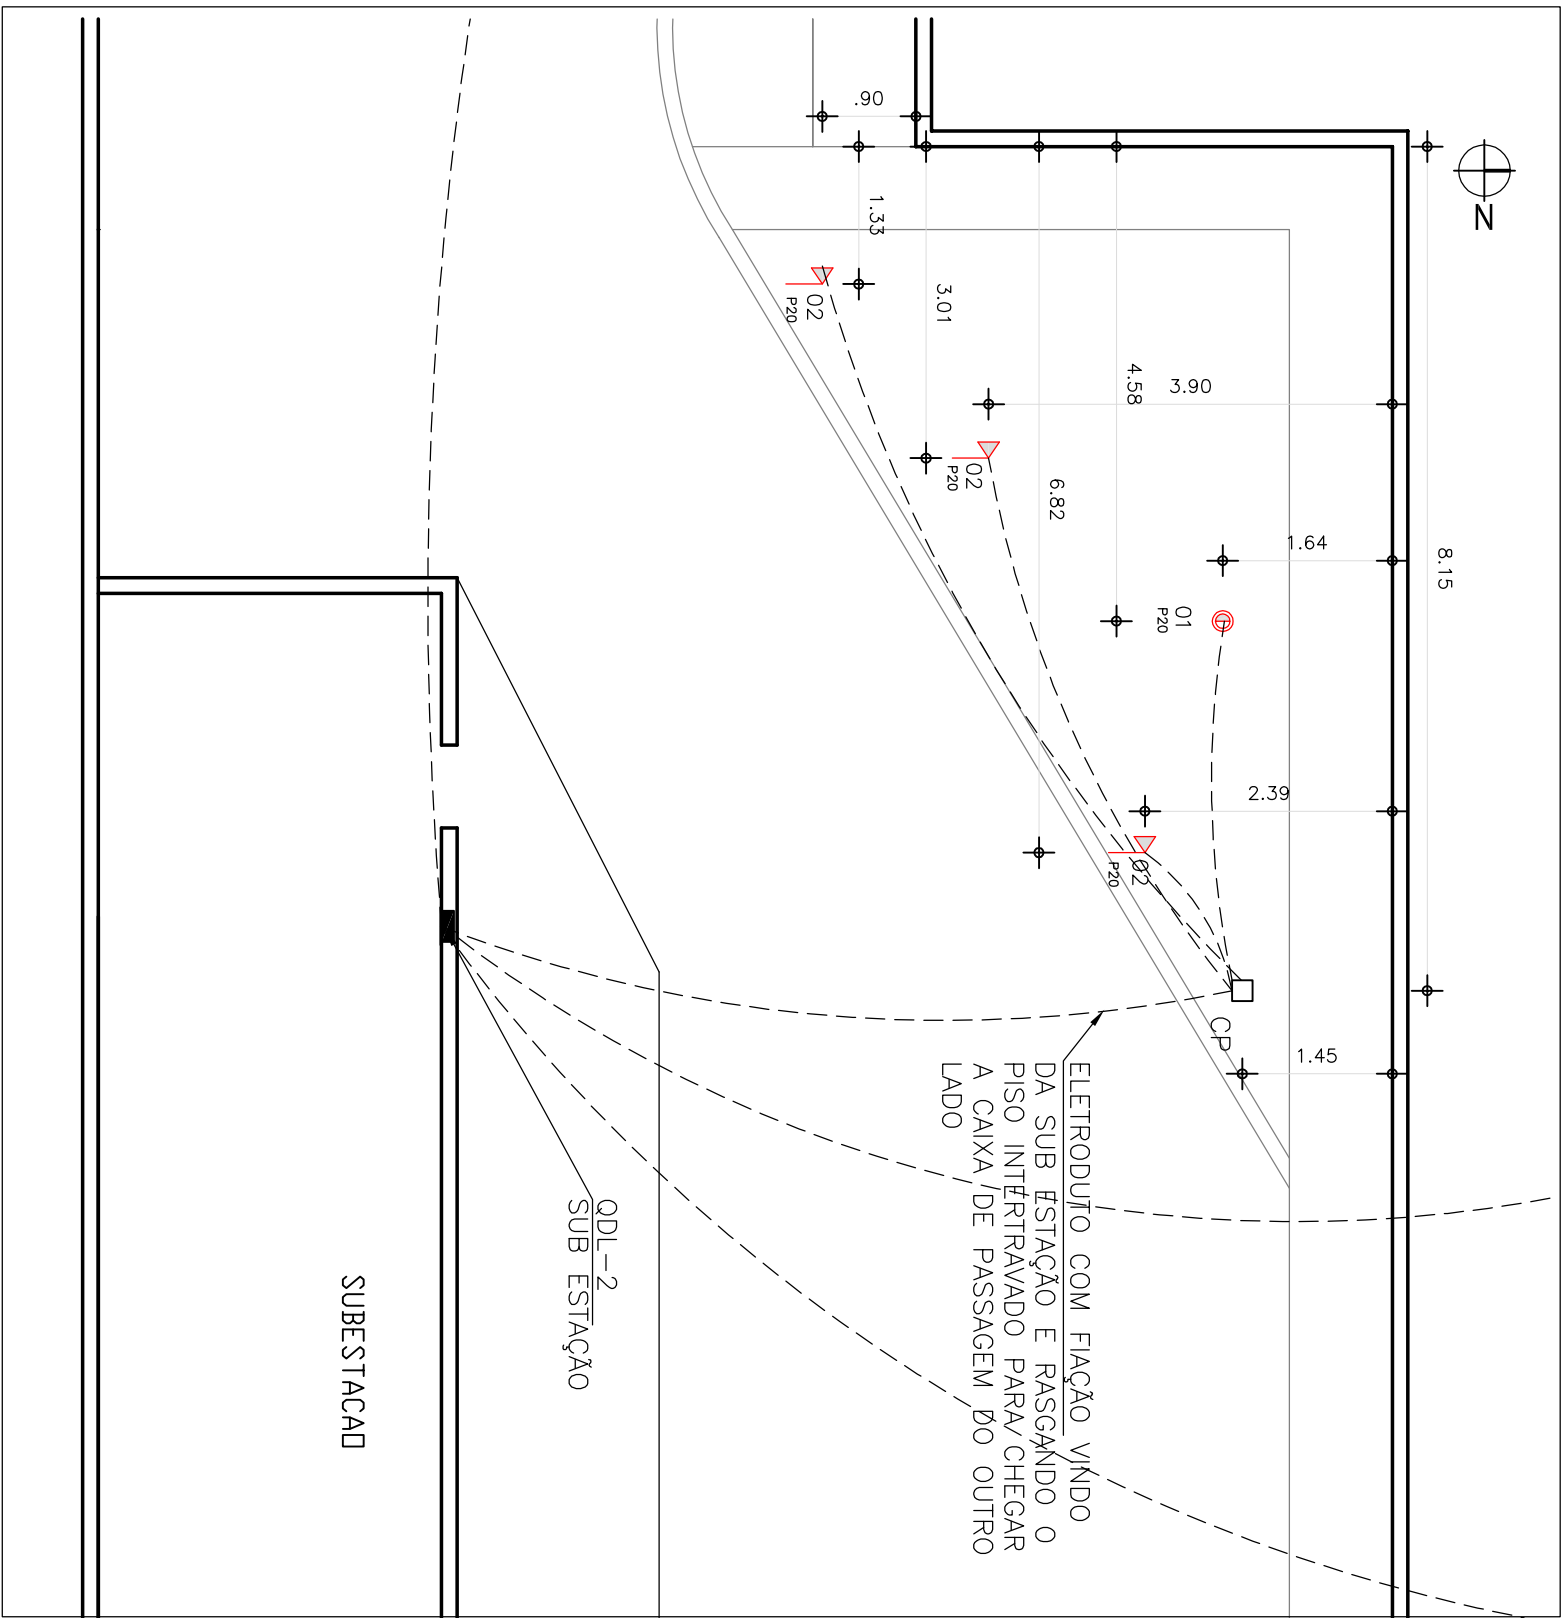 N
.90
1.33
3.01
4.58
3.90
6.82
1.64
8.15
2.39
1.45
02
P20
02
P20
01
P20
02
P20
CP
ELETRODUTO COM FIAÇÃO VINDO
DA SUB ESTAÇÃO E RASGANDO O
PISO INTERTRAVADO PARA CHEGAR
A CAIXA DE PASSAGEM DO OUTRO
LADO
QDL-2
SUB ESTAÇÃO
SUBESTACAO